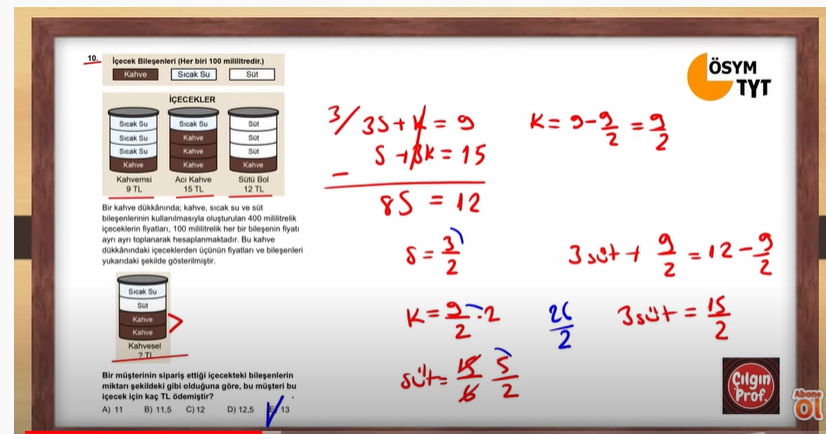 10. İçecek Bileşenleri (Her biri 100 mililitredir.)
Kahve Sıcak Su Süt
İÇECEKLER
Sıcak Su Sıcak Su Süt
Sıcak Su Kahve Süt
Sıcak Su Kahve Süt
Kahve Kahve Kahve
Kahvemsi Acı Kahve Sütü Bol
9 TL 15 TL 12 TL
Bir kahve dükkânında; kahve, sıcak su ve süt
bileşenlerinin kullanılmasıyla oluşturulan 400 mililitrelik
içeceklerin fiyatları, 100 mililitrelik her bir bileşenin fiyatı
ayrı ayrı toplanarak hesaplanmaktadır. Bu kahve
dükkânındaki içeceklerden üçünün fiyatları ve bileşenleri
yukarıdaki şekilde gösterilmiştir.
Sıcak Su
Süt
Kahve
Kahve
Kahvesel
? TL
Bir müşterinin sipariş ettiği içecekteki bileşenlerin
miktarı şekildeki gibi olduğuna göre, bu müşteri bu
içecek için kaç TL ödemiştir?
A) 11 B) 11,5 C) 12 D) 12,5 13
3/ 3S + K = 9
S + 3K = 15
-
8S = 12
S = 3/2
K = 9/2 · 2
süt = 15/6 5/2
26/2
K = 9 - 9/2 = 9/2
3süt + 9/2 = 12 - 9/2
3süt = 15/2
ÖSYM
TYT
Çılgın
Prof.
Abone
Ol